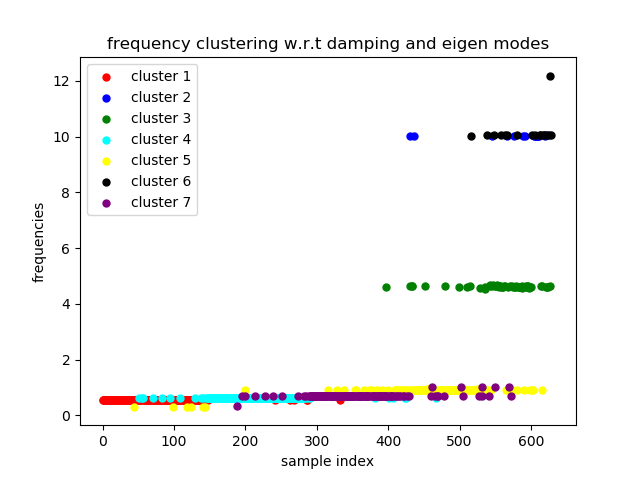 frequency clustering w.r.t damping and eigen modes
cluster 1
cluster 2
cluster 3
cluster 4
cluster 5
cluster 6
cluster 7
frequencies
12
10
8
6
4
2
0
0 100 200 300 400 500 600
sample index